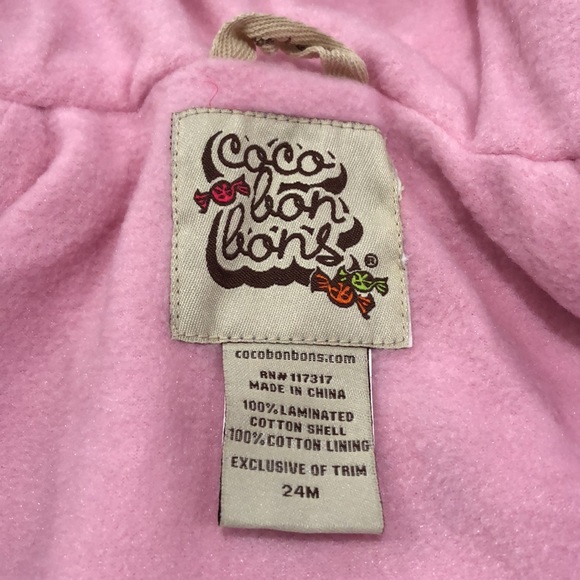 coco
bon
bons®
cocobonbons.com
RN# 117317
MADE IN CHINA
100% LAMINATED
COTTON SHELL
100% COTTON LINING
EXCLUSIVE OF TRIM
24M